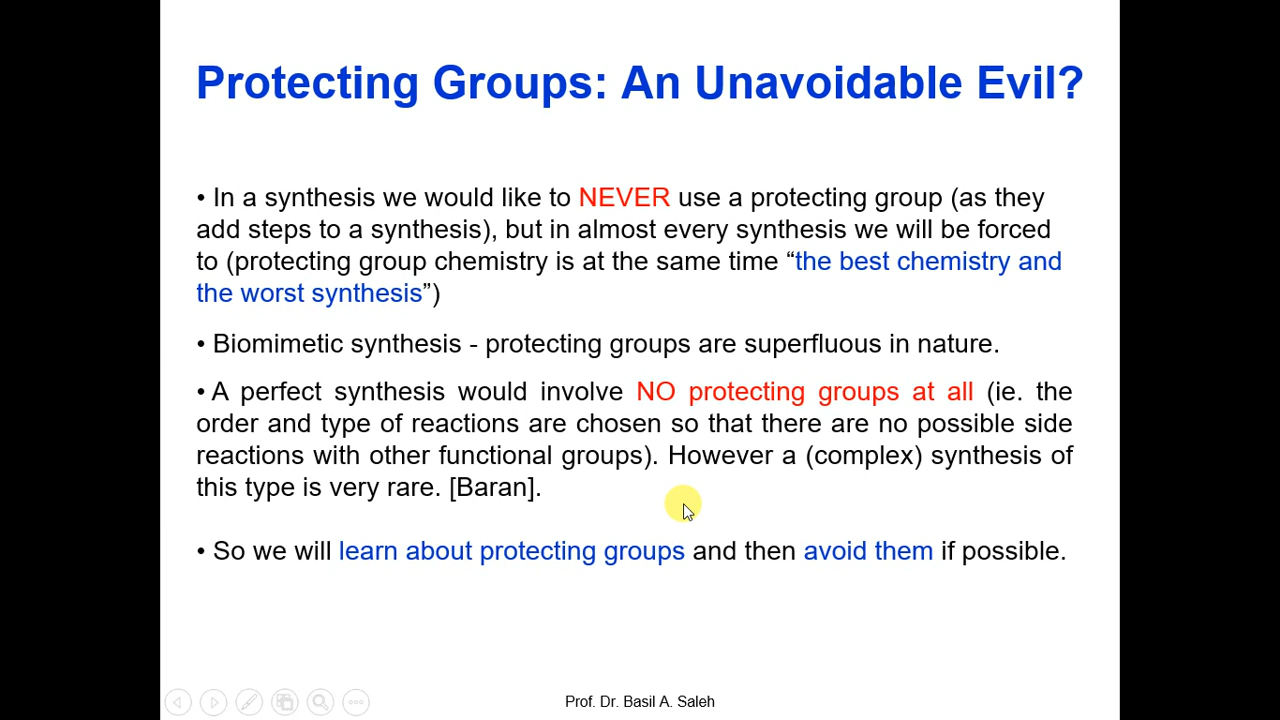 Protecting Groups: An Unavoidable Evil?
• In a synthesis we would like to NEVER use a protecting group (as they
add steps to a synthesis), but in almost every synthesis we will be forced
to (protecting group chemistry is at the same time “the best chemistry and
the worst synthesis”)
• Biomimetic synthesis - protecting groups are superfluous in nature.
• A perfect synthesis would involve NO protecting groups at all (ie. the
order and type of reactions are chosen so that there are no possible side
reactions with other functional groups). However a (complex) synthesis of
this type is very rare. [Baran].
• So we will learn about protecting groups and then avoid them if possible.
Prof. Dr. Basil A. Saleh